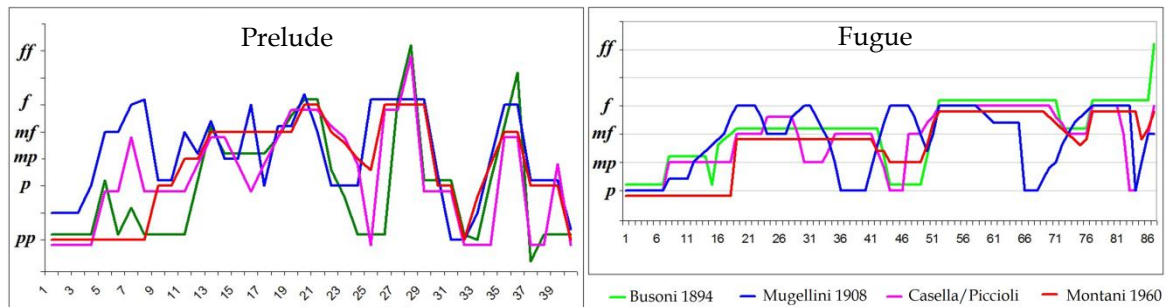 Prelude
ff
f
mf
mp
p
pp
1 3 5 7 9 11 13 15 17 19 21 23 25 27 29 31 33 35 37 39
Fugue
ff
f
mf
mp
p
1 6 11 16 21 26 31 36 41 46 51 56 61 66 71 76 81 86
Busoni 1894 Mugellini 1908 Casella/Piccioli Montani 1960